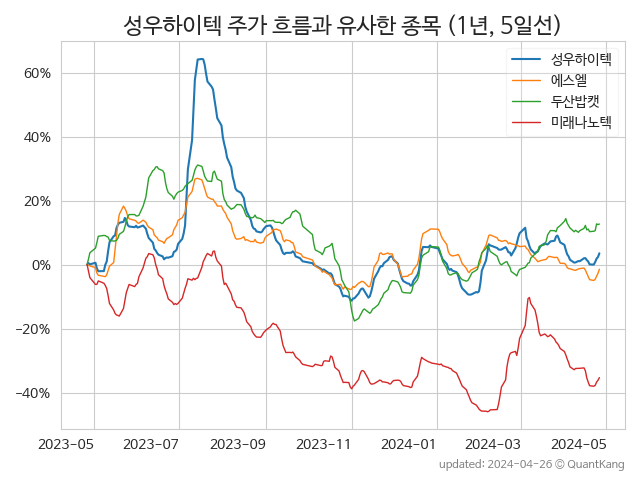 성우하이텍 주가 흐름과 유사한 종목 (1년, 5일선)
성우하이텍
에스엘
두산밥캣
미래나노텍
60%
40%
20%
0%
−20%
−40%
2023-05 2023-07 2023-09 2023-11 2024-01 2024-03 2024-05
updated: 2024-04-26 © QuantKang